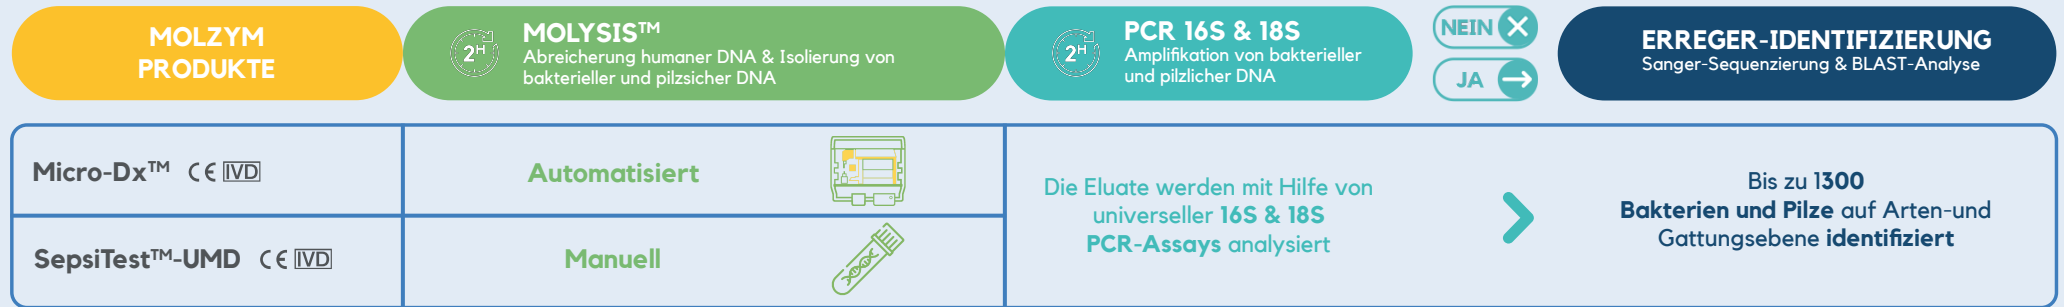 MOLZYM
PRODUKTE
2H
MOLYSIS™
Abreicherung humaner DNA & Isolierung von
bakterieller und pilzsicher DNA
2H
PCR 16S & 18S
Amplifikation von bakterieller
und pilzlicher DNA
NEIN
JA
ERREGER-IDENTIFIZIERUNG
Sanger-Sequenzierung & BLAST-Analyse
Micro-Dx™ CE IVD
Automatisiert
SepsiTest™-UMD CE IVD
Manuell
Die Eluate werden mit Hilfe von
universeller 16S & 18S
PCR-Assays analysiert
Bis zu 1300
Bakterien und Pilze auf Arten-und
Gattungsebene identifiziert